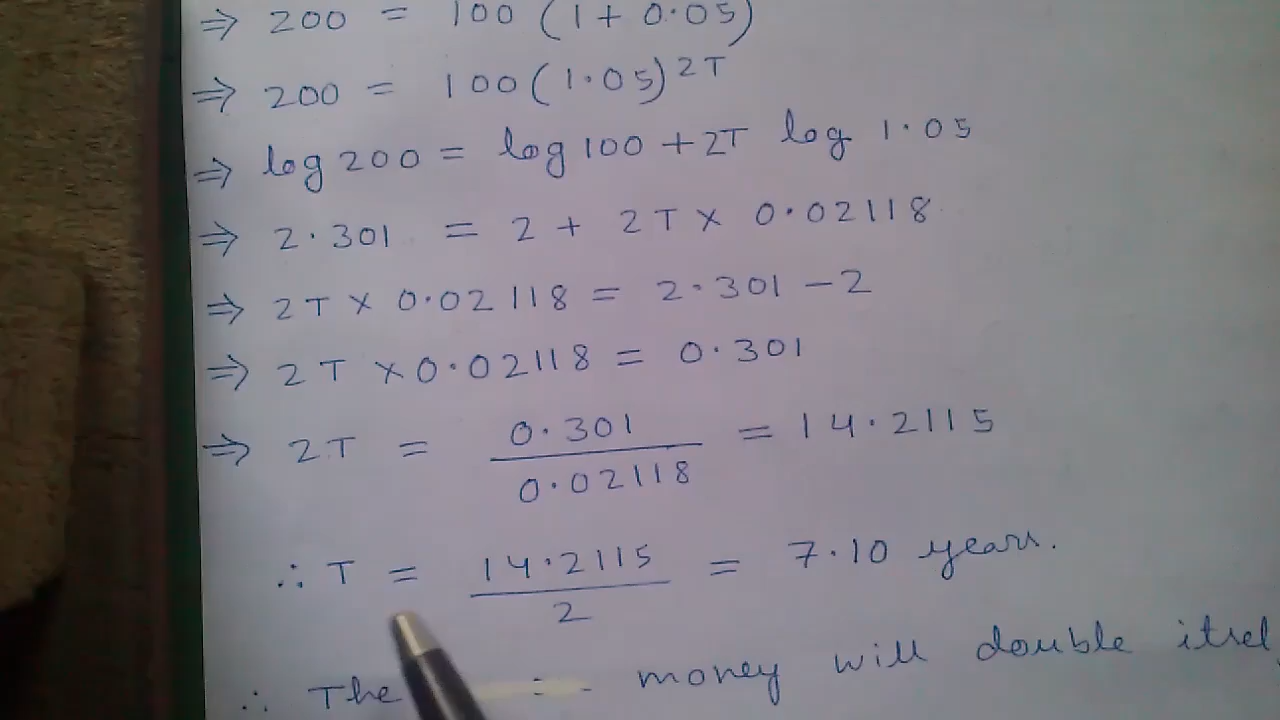 ⇒ 200 = 100 (1 + 0.05)
⇒ 200 = 100 (1.05)^2T
⇒ log 200 = log 100 + 2T log 1.05
⇒ 2.301 = 2 + 2T × 0.02118
⇒ 2T × 0.02118 = 2.301 - 2
⇒ 2T × 0.02118 = 0.301
⇒ 2T = 0.301 / 0.02118 = 14.2115
∴ T = 14.2115 / 2 = 7.10 years.
∴ The money will double